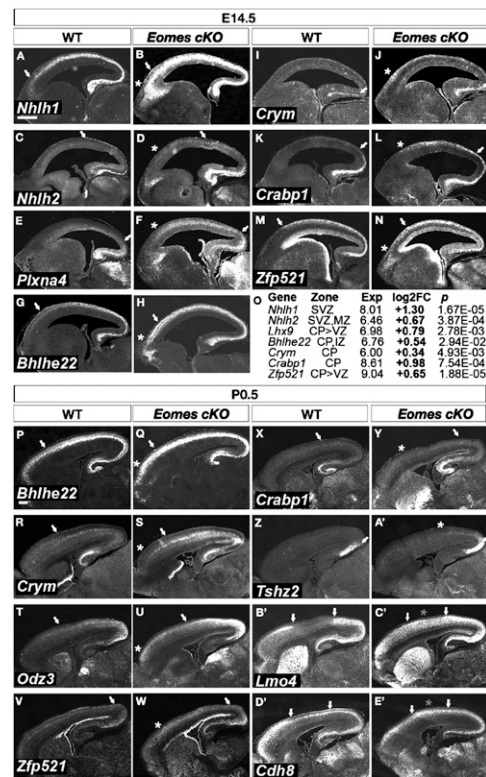 E14.5
WT Eomes cKO WT Eomes cKO
A B I J
Nhlh1 Crym
C D K L
Nhlh2 Crabp1
E F M N
Plxna4 Zfp521
G H
Bhlhe22
O Gene Zone Exp log2FC p
Nhlh1 SVZ 8.01 +1.30 1.67E-05
Nhlh2 SVZ,MZ 6.46 +0.67 3.87E-04
Lhx9 CP>VZ 6.98 +0.79 2.78E-03
Bhlhe22 CP,IZ 6.76 +0.54 2.94E-02
Crym CP 6.00 +0.34 4.93E-03
Crabp1 CP 8.61 +0.98 7.54E-04
Zfp521 CP>VZ 9.04 +0.65 1.88E-05
P0.5
WT Eomes cKO WT Eomes cKO
P Q X Y
Bhlhe22 Crabp1
R S Z A'
Crym Tshz2
T U B' C'
Odz3 Lmo4
V W D' E'
Zfp521 Cdh8